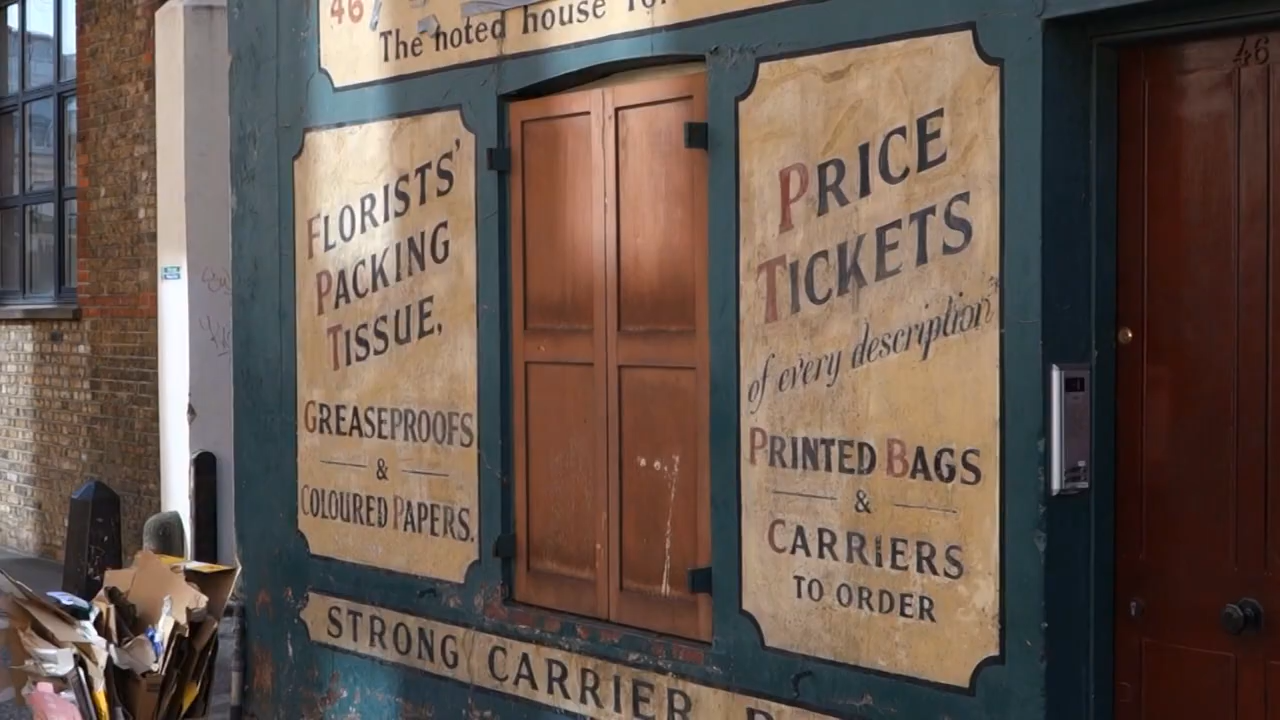 46
The noted house for
FLORISTS'
PACKING
TISSUE,
GREASEPROOFS
&
COLOURED PAPERS.
PRICE
TICKETS
of every description
PRINTED BAGS
&
CARRIERS
TO ORDER
STRONG CARRIER
46